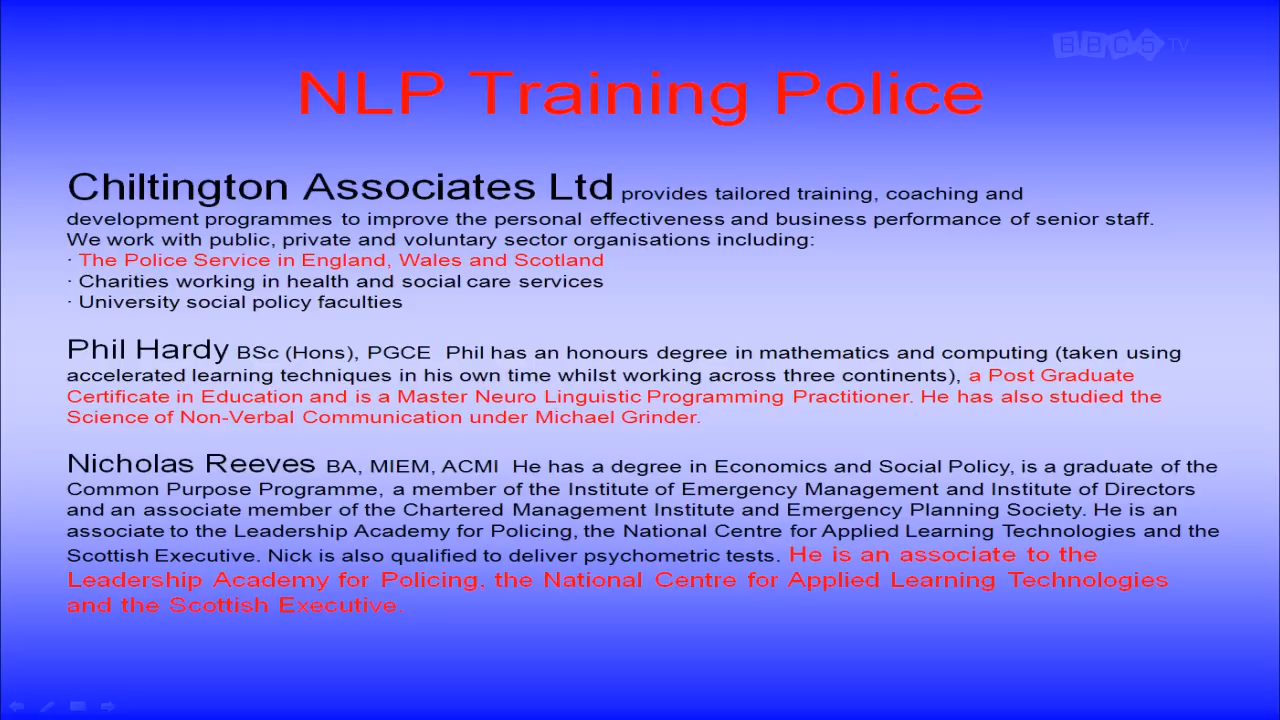 BBC5 TV
NLP Training Police
Chiltington Associates Ltd provides tailored training, coaching and
development programmes to improve the personal effectiveness and business performance of senior staff.
We work with public, private and voluntary sector organisations including:
· The Police Service in England, Wales and Scotland
· Charities working in health and social care services
· University social policy faculties
Phil Hardy BSc (Hons), PGCE Phil has an honours degree in mathematics and computing (taken using
accelerated learning techniques in his own time whilst working across three continents), a Post Graduate
Certificate in Education and is a Master Neuro Linguistic Programming Practitioner. He has also studied the
Science of Non-Verbal Communication under Michael Grinder.
Nicholas Reeves BA, MIEM, ACMI He has a degree in Economics and Social Policy, is a graduate of the
Common Purpose Programme, a member of the Institute of Emergency Management and Institute of Directors
and an associate member of the Chartered Management Institute and Emergency Planning Society. He is an
associate to the Leadership Academy for Policing, the National Centre for Applied Learning Technologies and the
Scottish Executive. Nick is also qualified to deliver psychometric tests. He is an associate to the
Leadership Academy for Policing, the National Centre for Applied Learning Technologies
and the Scottish Executive.